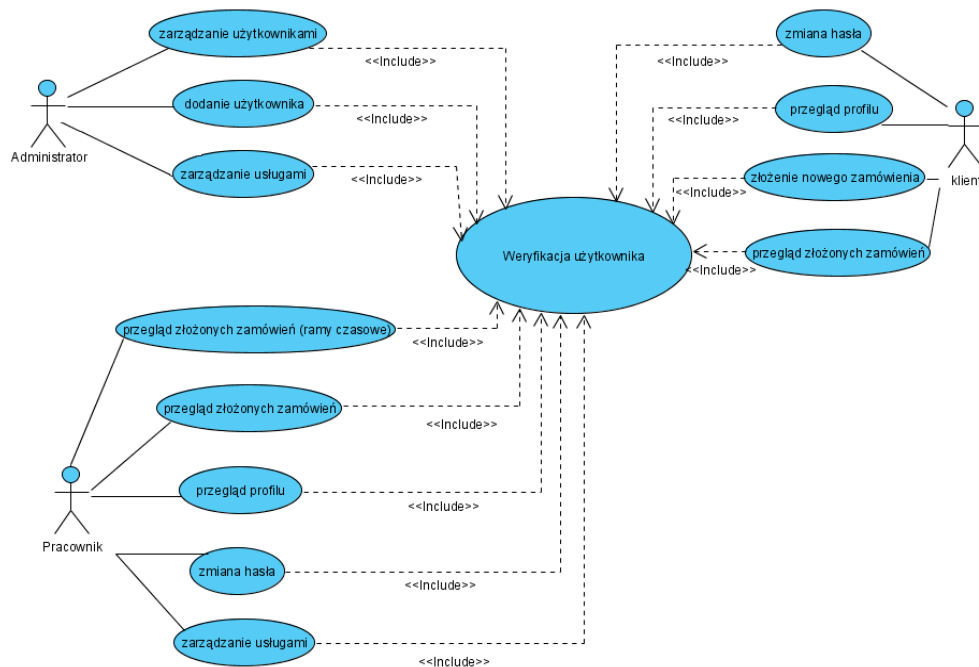 zarządzanie użytkownikami
<<Include>>
dodanie użytkownika
<<Include>>
Administrator
zarządzanie usługami
<<Include>>
zmiana hasła
<<Include>>
przegląd profilu
<<Include>>
klient
złożenie nowego zamówienia
<<Include>>
przegląd złożonych zamówień
<<Include>>
Weryfikacja użytkownika
przegląd złożonych zamówień (ramy czasowe)
<<Include>>
przegląd złożonych zamówień
<<Include>>
Pracownik
przegląd profilu
<<Include>>
zmiana hasła
<<Include>>
zarządzanie usługami
<<Include>>